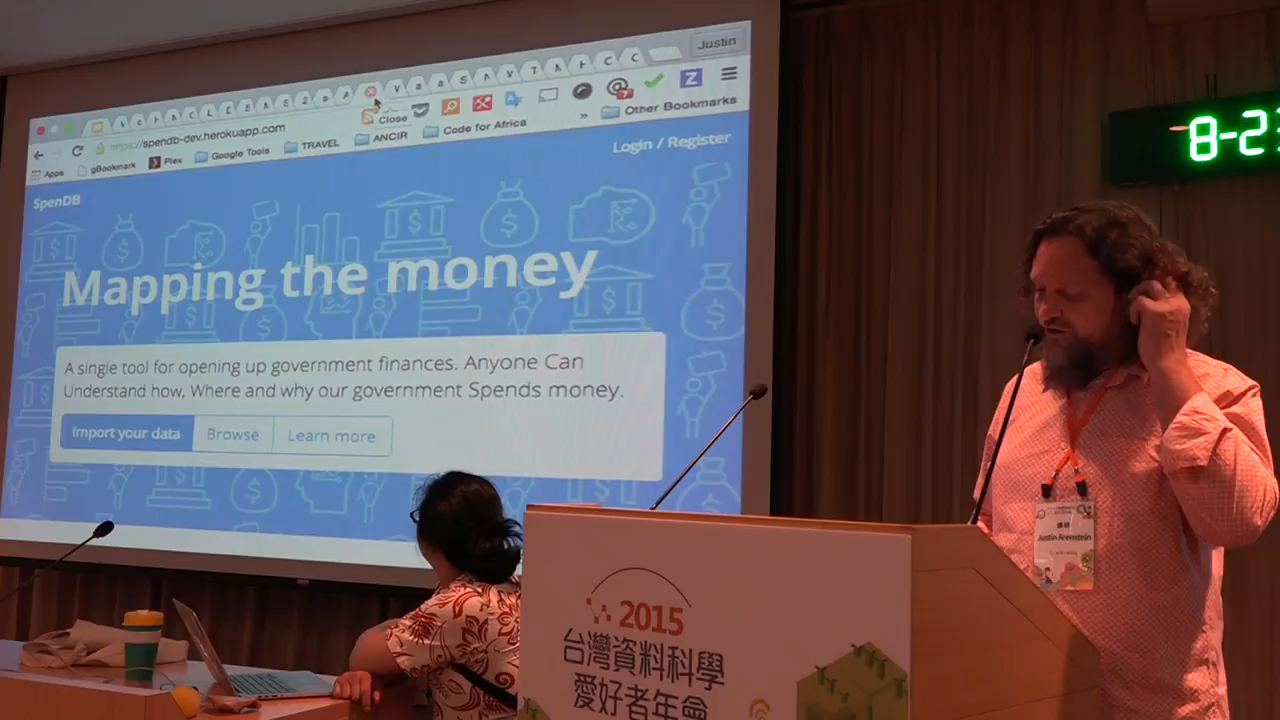 Justin
https://spendb-dev.herokuapp.com
Close
Apps
gBookmark
Plex
Google Tools
TRAVEL
ANCIR
Code for Africa
»
Other Bookmarks
SpenDB
Login / Register
Mapping the money
A single tool for opening up government finances. Anyone Can
Understand how, Where and why our government Spends money.
Import your data
Browse
Learn more
8-2
講師
Justin Arenstein
2015
台灣資料科學
愛好者年會